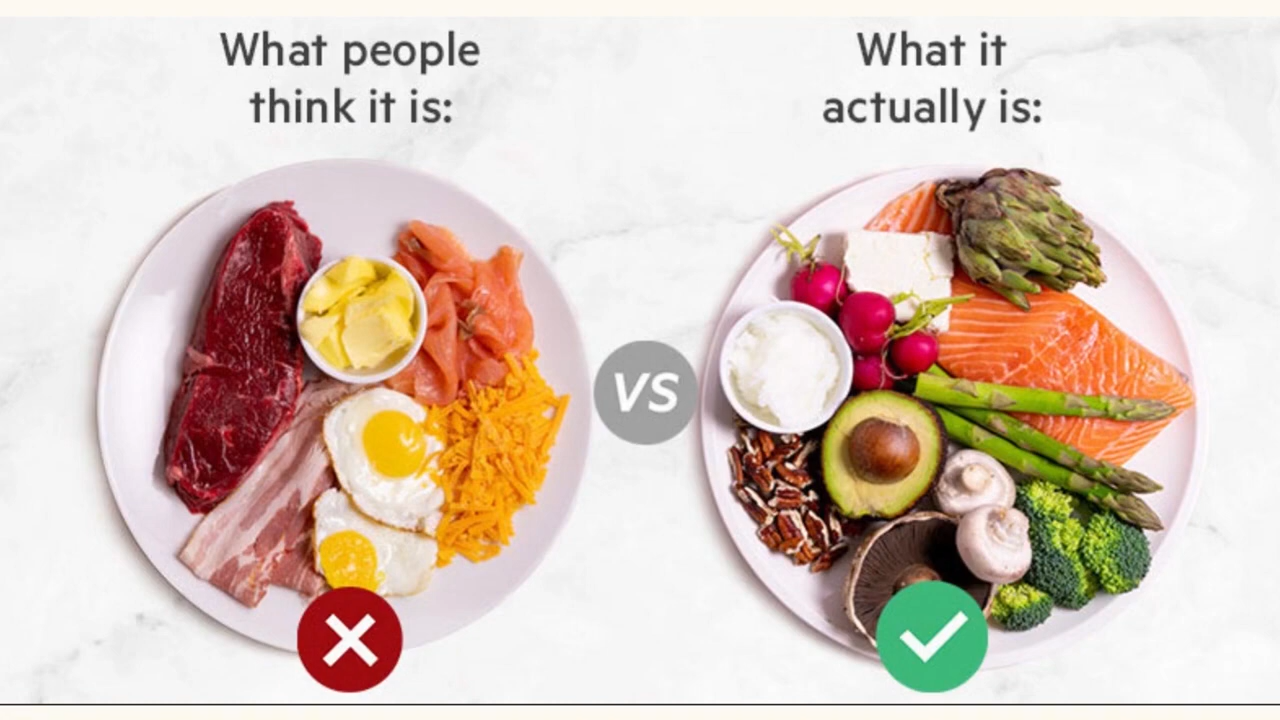 What people
think it is:
VS
What it
actually is: